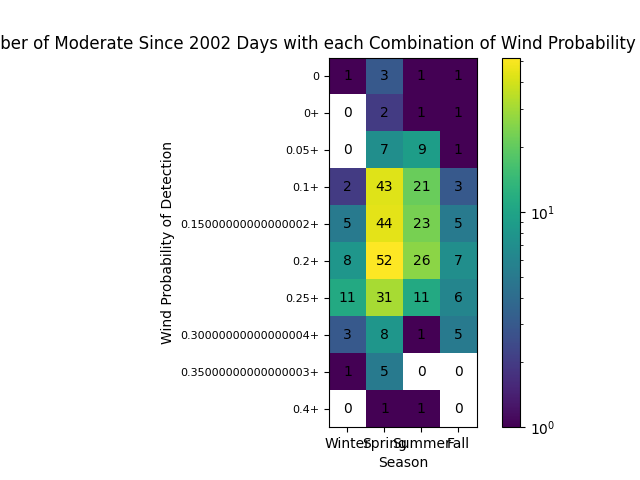 ber of Moderate Since 2002 Days with each Combination of Wind Probability
Wind Probability of Detection
0 1 3 1 1
0+ 0 2 1 1
0.05+ 0 7 9 1
0.1+ 2 43 21 3
0.15000000000000002+ 5 44 23 5
0.2+ 8 52 26 7
0.25+ 11 31 11 6
0.30000000000000004+ 3 8 1 5
0.35000000000000003+ 1 5 0 0
0.4+ 0 1 1 0
Winter Spring Summer Fall
Season
10¹
10⁰